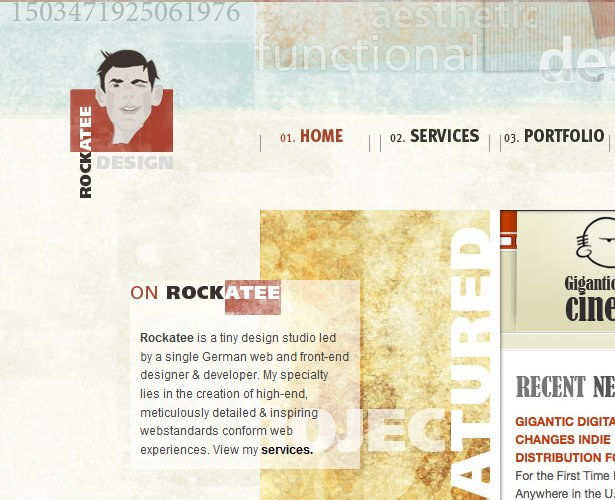 1503471925061976
aesthetic
functional
des
ROCKATEE
DESIGN
01. HOME
02. SERVICES
03. PORTFOLIO
ON ROCKATEE
Rockatee is a tiny design studio led
by a single German web and front-end
designer & developer. My specialty
lies in the creation of high-end,
meticulously detailed & inspiring
webstandards conform web
experiences. View my services.
OJECT
ATURED
Gigantic
cine
RECENT NE
GIGANTIC DIGITA
CHANGES INDIE
DISTRIBUTION FO
For the First Time
Anywhere in the U.